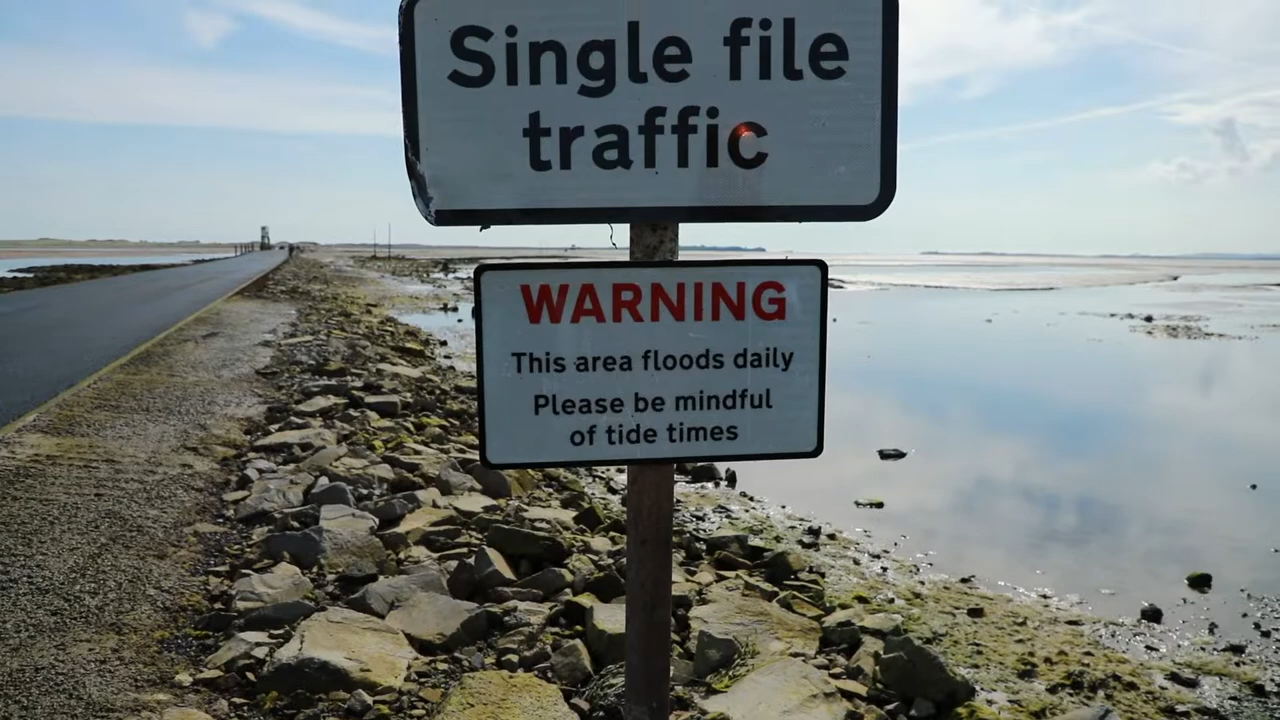 Single file
traffic
WARNING
This area floods daily
Please be mindful
of tide times